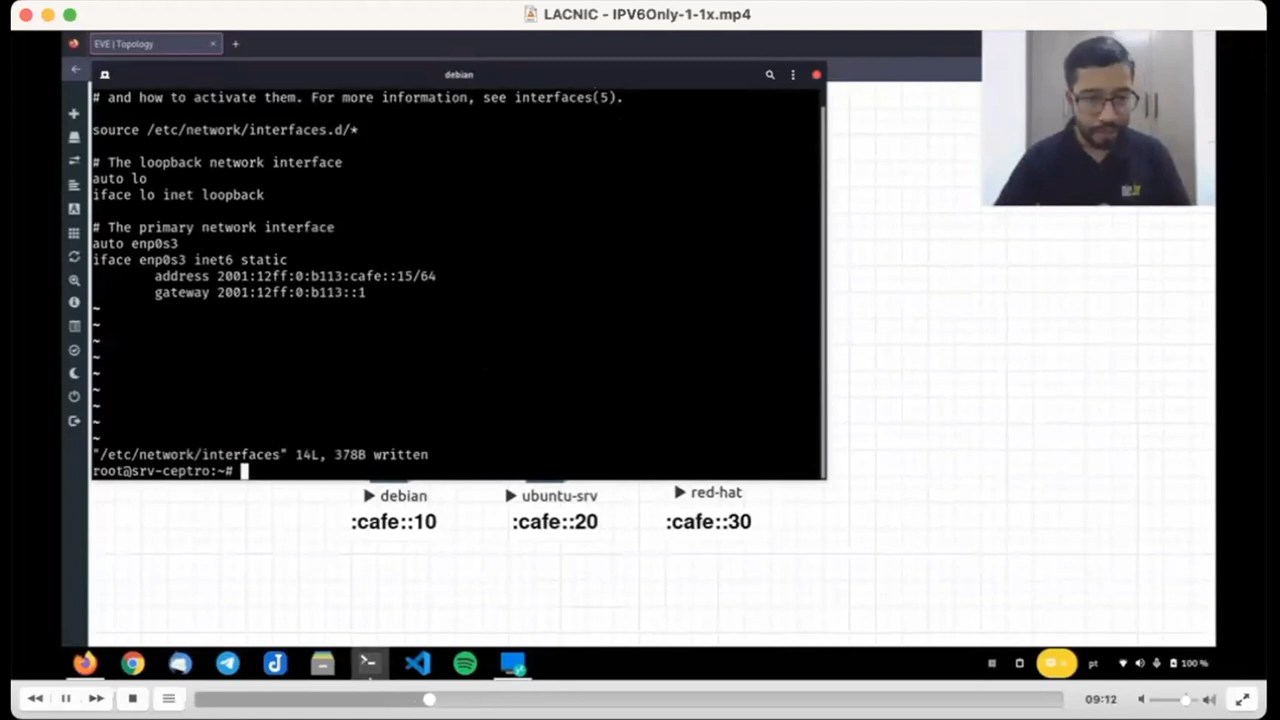 LACNIC - IPV6Only-1-1x.mp4
EVE | Topology
debian
# and how to activate them. For more information, see interfaces(5).
source /etc/network/interfaces.d/*
# The loopback network interface
auto lo
iface lo inet loopback
# The primary network interface
auto enp0s3
iface enp0s3 inet6 static
address 2001:12ff:0:b113:cafe::15/64
gateway 2001:12ff:0:b113::1
~
~
~
~
~
~
~
~
~
"/etc/network/interfaces" 14L, 378B written
root@srv-ceptro:~#
debian
ubuntu-srv
red-hat
:cafe::10
:cafe::20
:cafe::30
pt
100 %
09:12